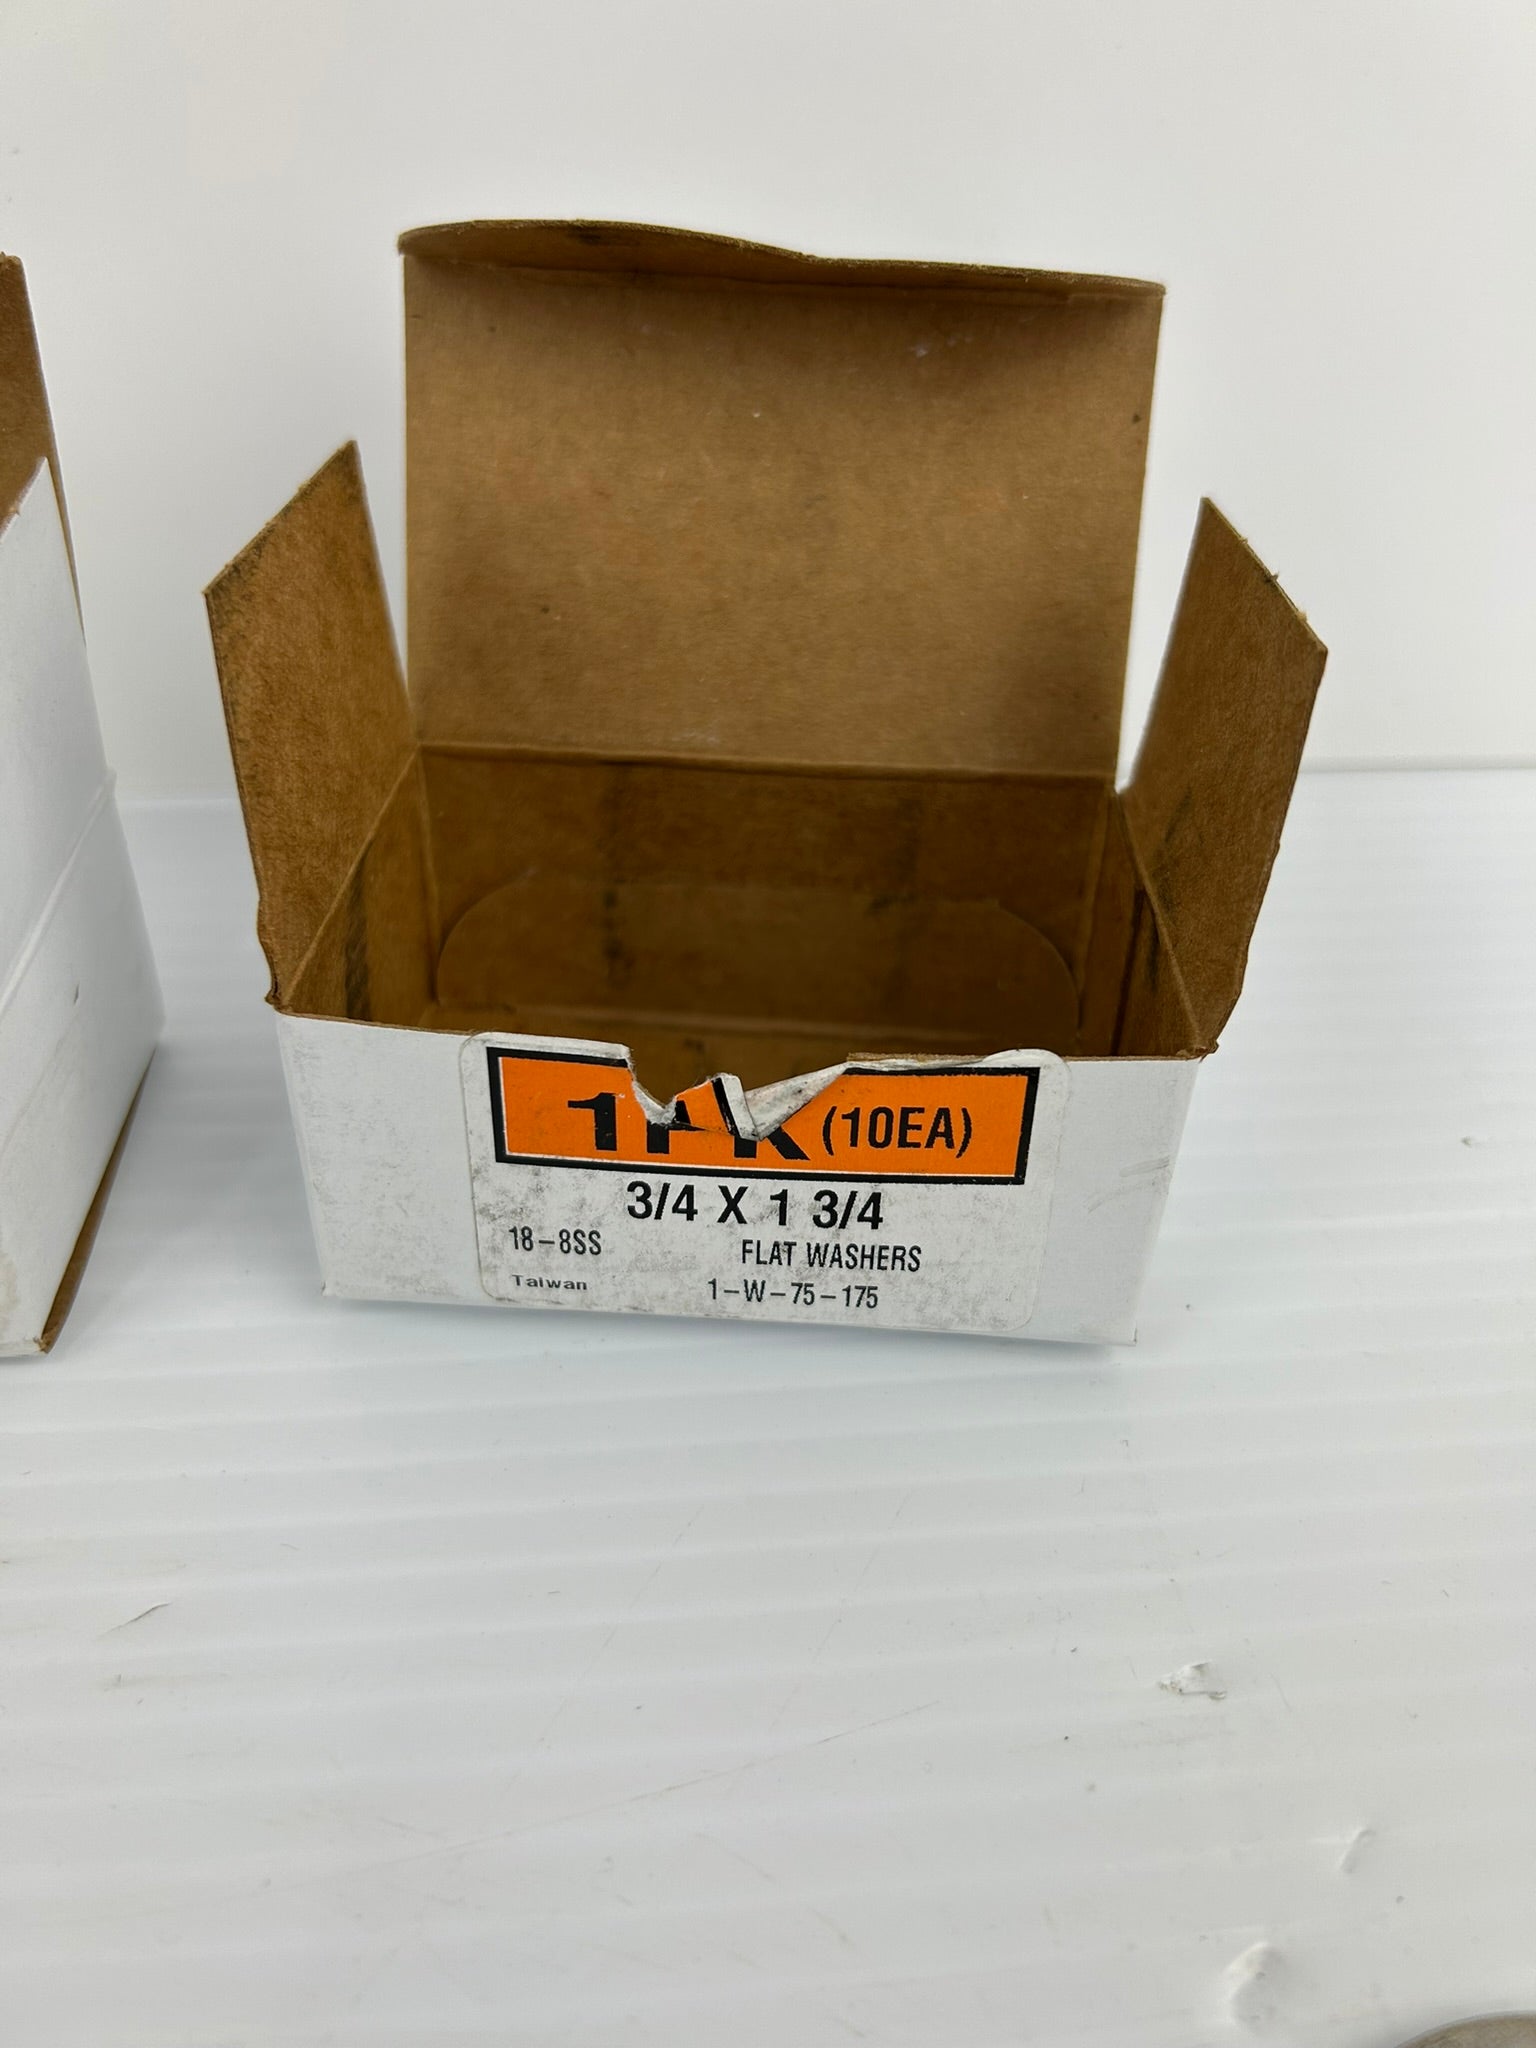 1PK (10EA)
3/4 X 1 3/4
18-8SS FLAT WASHERS
Taiwan 1-W-75-175